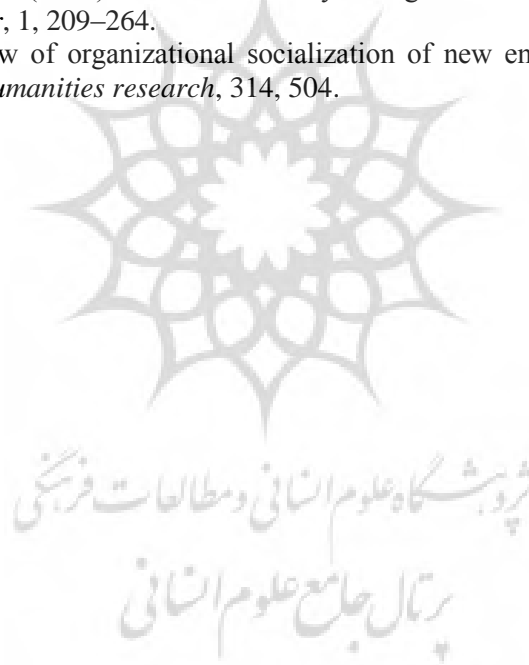 r, 1, 209–264.
w of organizational socialization of new en
umanities research, 314, 504.
پژوهشگاه علوم انسانی و مطالعات فرهنگی
پرتال جامع علوم انسانی